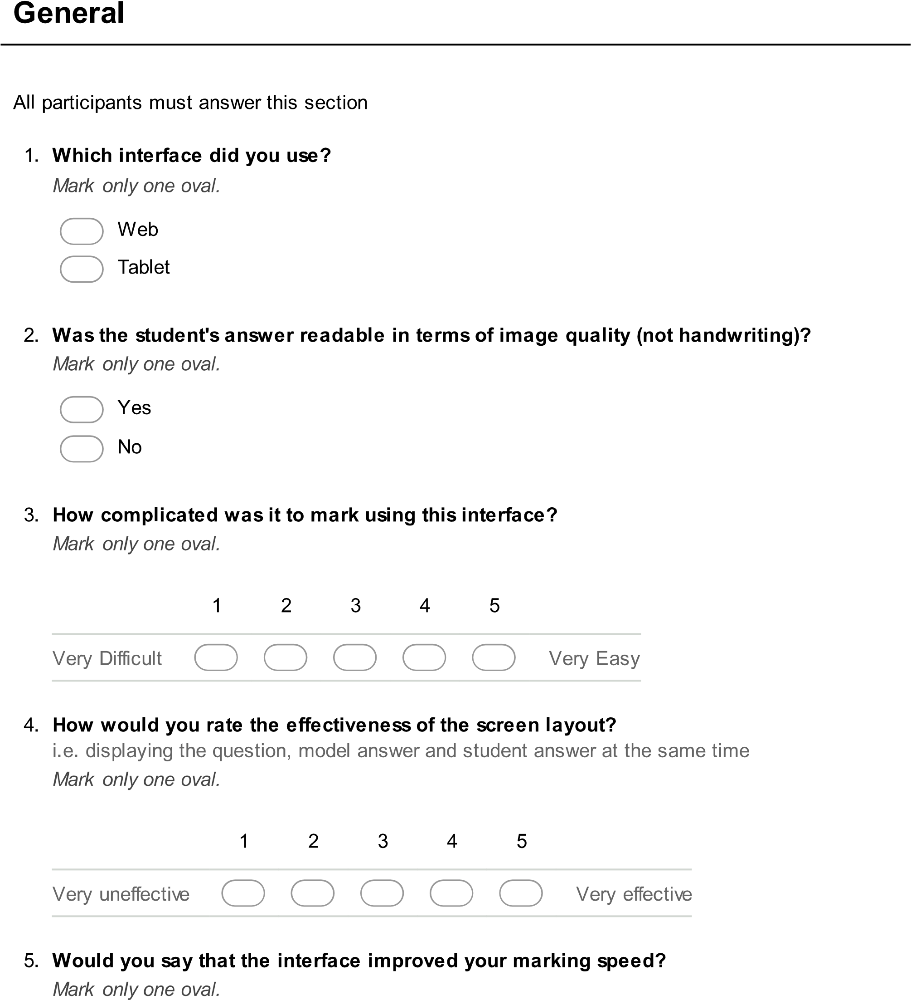 General
All participants must answer this section
1. Which interface did you use?
Mark only one oval.
Web
Tablet
2. Was the student's answer readable in terms of image quality (not handwriting)?
Mark only one oval.
Yes
No
3. How complicated was it to mark using this interface?
Mark only one oval.
1 2 3 4 5
Very Difficult Very Easy
4. How would you rate the effectiveness of the screen layout?
i.e. displaying the question, model answer and student answer at the same time
Mark only one oval.
1 2 3 4 5
Very uneffective Very effective
5. Would you say that the interface improved your marking speed?
Mark only one oval.